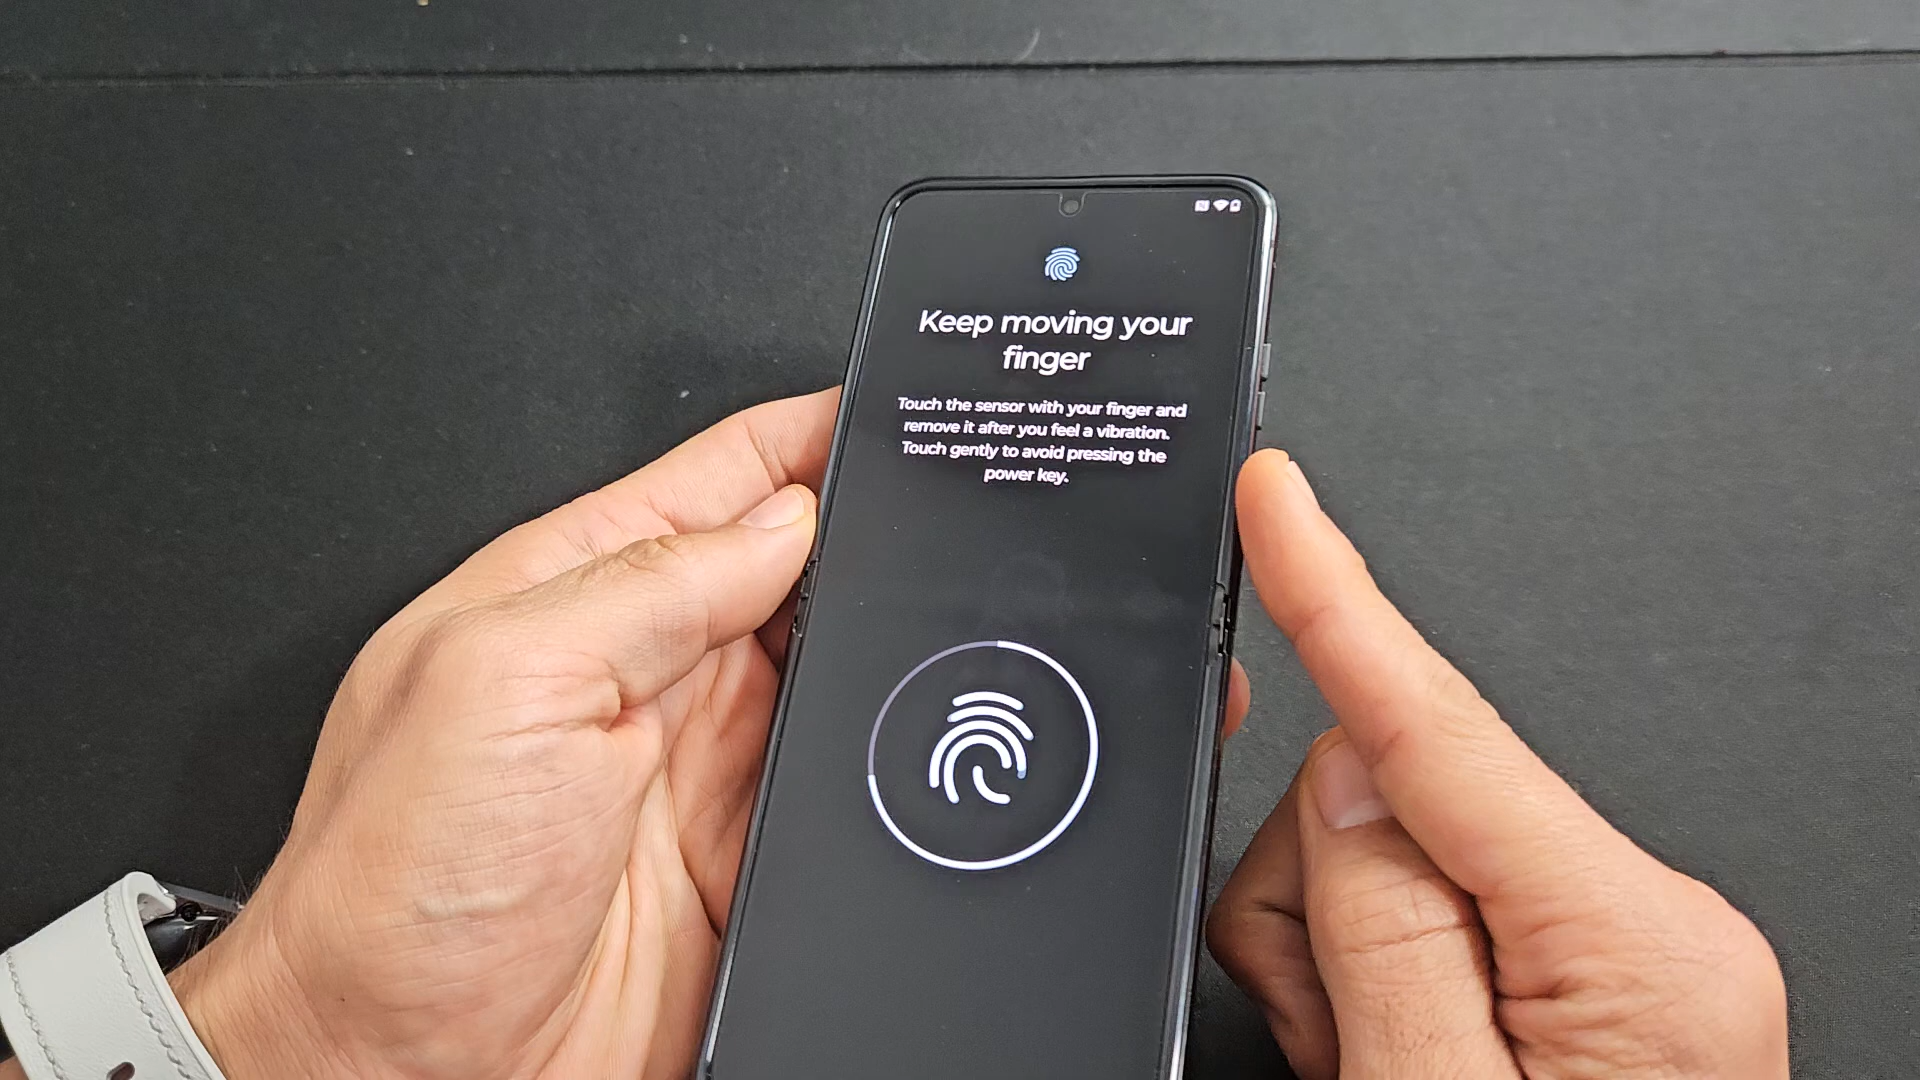 Keep moving your
finger
Touch the sensor with your finger and
remove it after you feel a vibration.
Touch gently to avoid pressing the
power key.